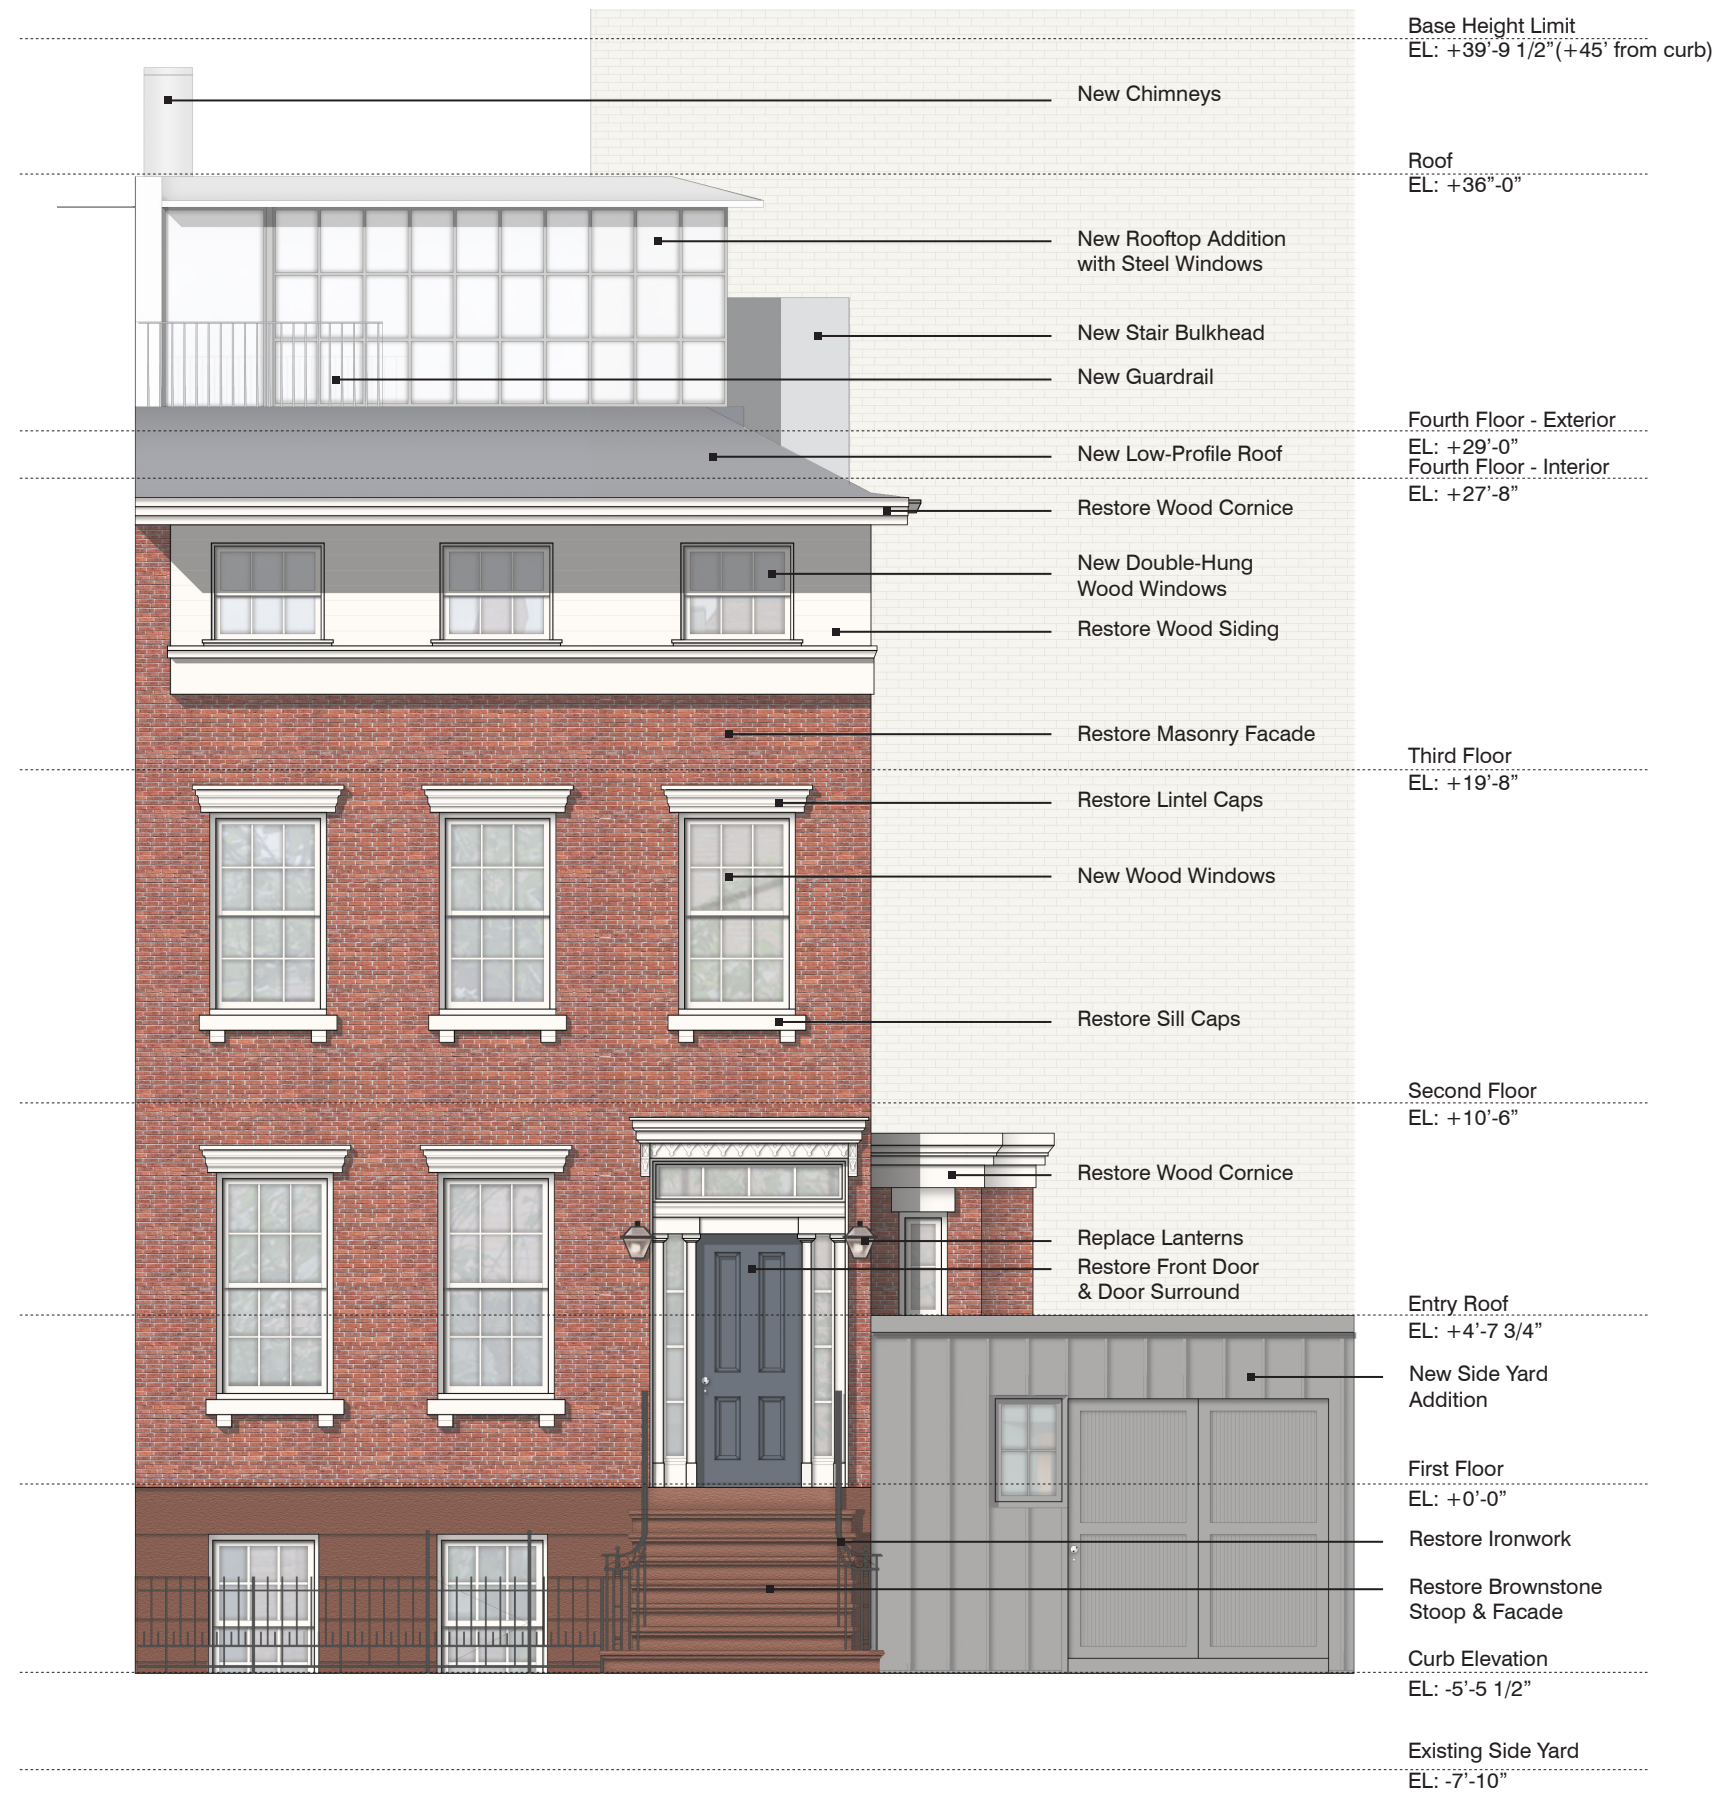 Base Height Limit
EL: +39’-9 1/2”(+45’ from curb)
New Chimneys
Roof
EL: +36”-0”
New Rooftop Addition
with Steel Windows
New Stair Bulkhead
New Guardrail
Fourth Floor - Exterior
EL: +29’-0”
New Low-Profile Roof
Fourth Floor - Interior
EL: +27’-8”
Restore Wood Cornice
New Double-Hung
Wood Windows
Restore Wood Siding
Restore Masonry Facade
Third Floor
EL: +19’-8”
Restore Lintel Caps
New Wood Windows
Restore Sill Caps
Second Floor
EL: +10’-6”
Restore Wood Cornice
Replace Lanterns
Restore Front Door
& Door Surround
Entry Roof
EL: +4’-7 3/4”
New Side Yard
Addition
First Floor
EL: +0’-0”
Restore Ironwork
Restore Brownstone
Stoop & Facade
Curb Elevation
EL: -5’-5 1/2”
Existing Side Yard
EL: -7’-10”